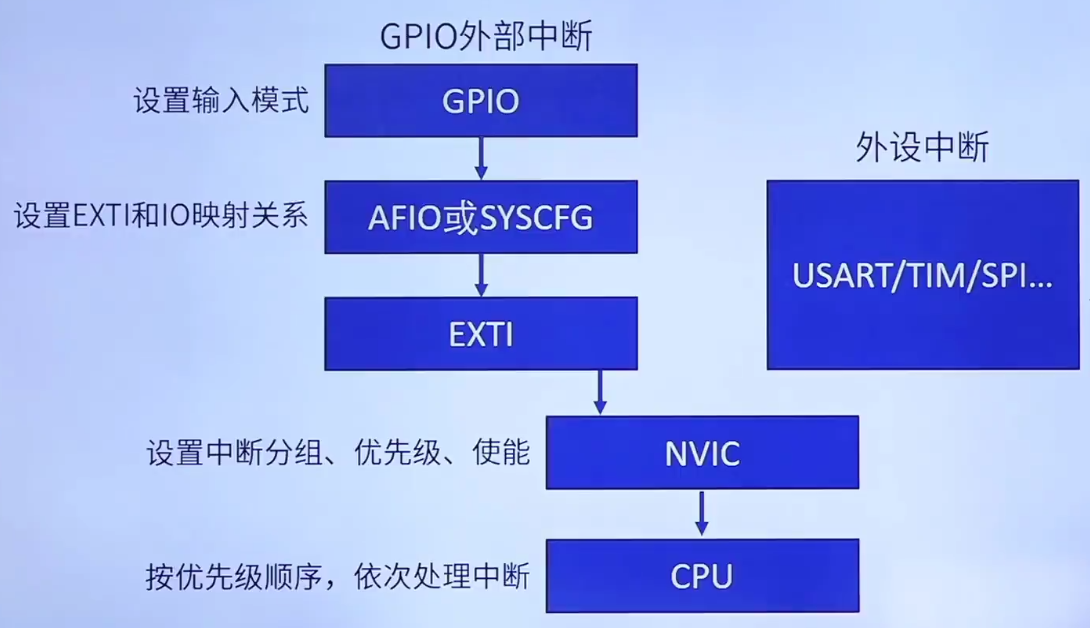 GPIO外部中断
设置输入模式
GPIO
外设中断
设置EXTI和IO映射关系
AFIO或SYSCFG
USART/TIM/SPI...
EXTI
设置中断分组、优先级、使能
NVIC
按优先级顺序，依次处理中断
CPU